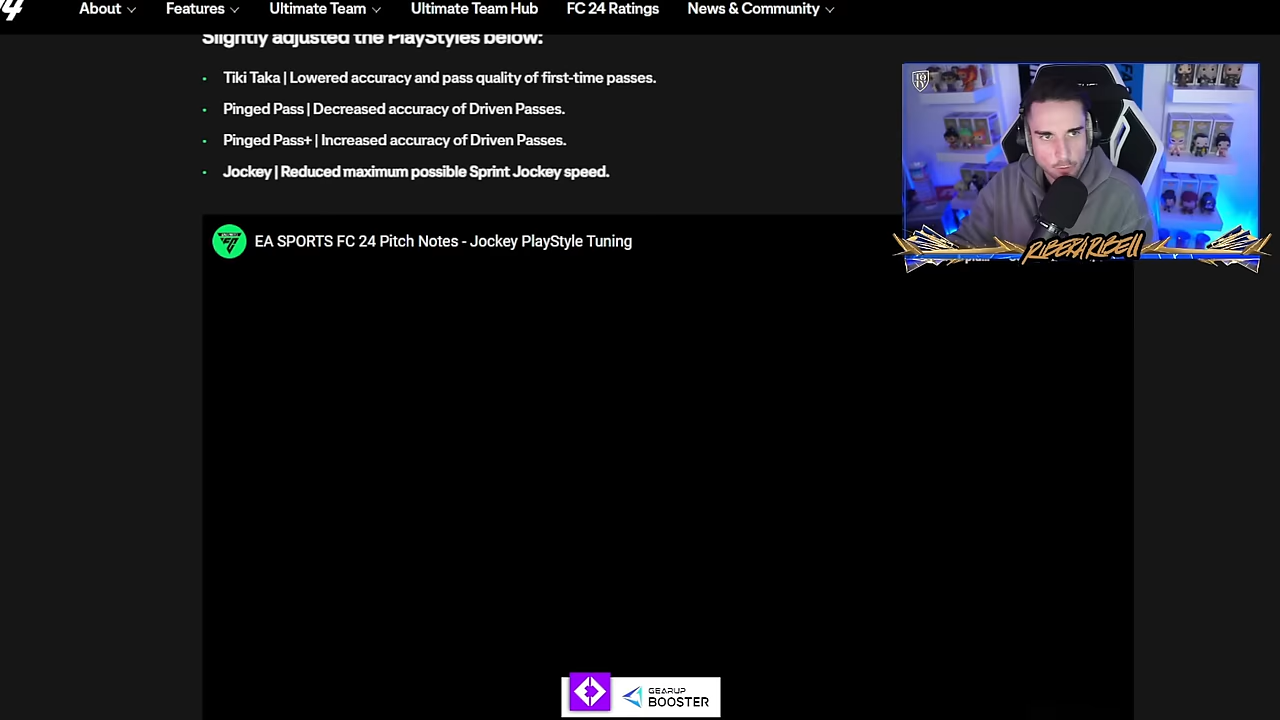 About
Features
Ultimate Team
Ultimate Team Hub
FC 24 Ratings
News & Community
Slightly adjusted the PlayStyles below:
Tiki Taka | Lowered accuracy and pass quality of first-time passes.
Pinged Pass | Decreased accuracy of Driven Passes.
Pinged Pass+ | Increased accuracy of Driven Passes.
Jockey | Reduced maximum possible Sprint Jockey speed.
EA SPORTS FC 24 Pitch Notes - Jockey PlayStyle Tuning
RIBERARIBELL
GEARUP
BOOSTER